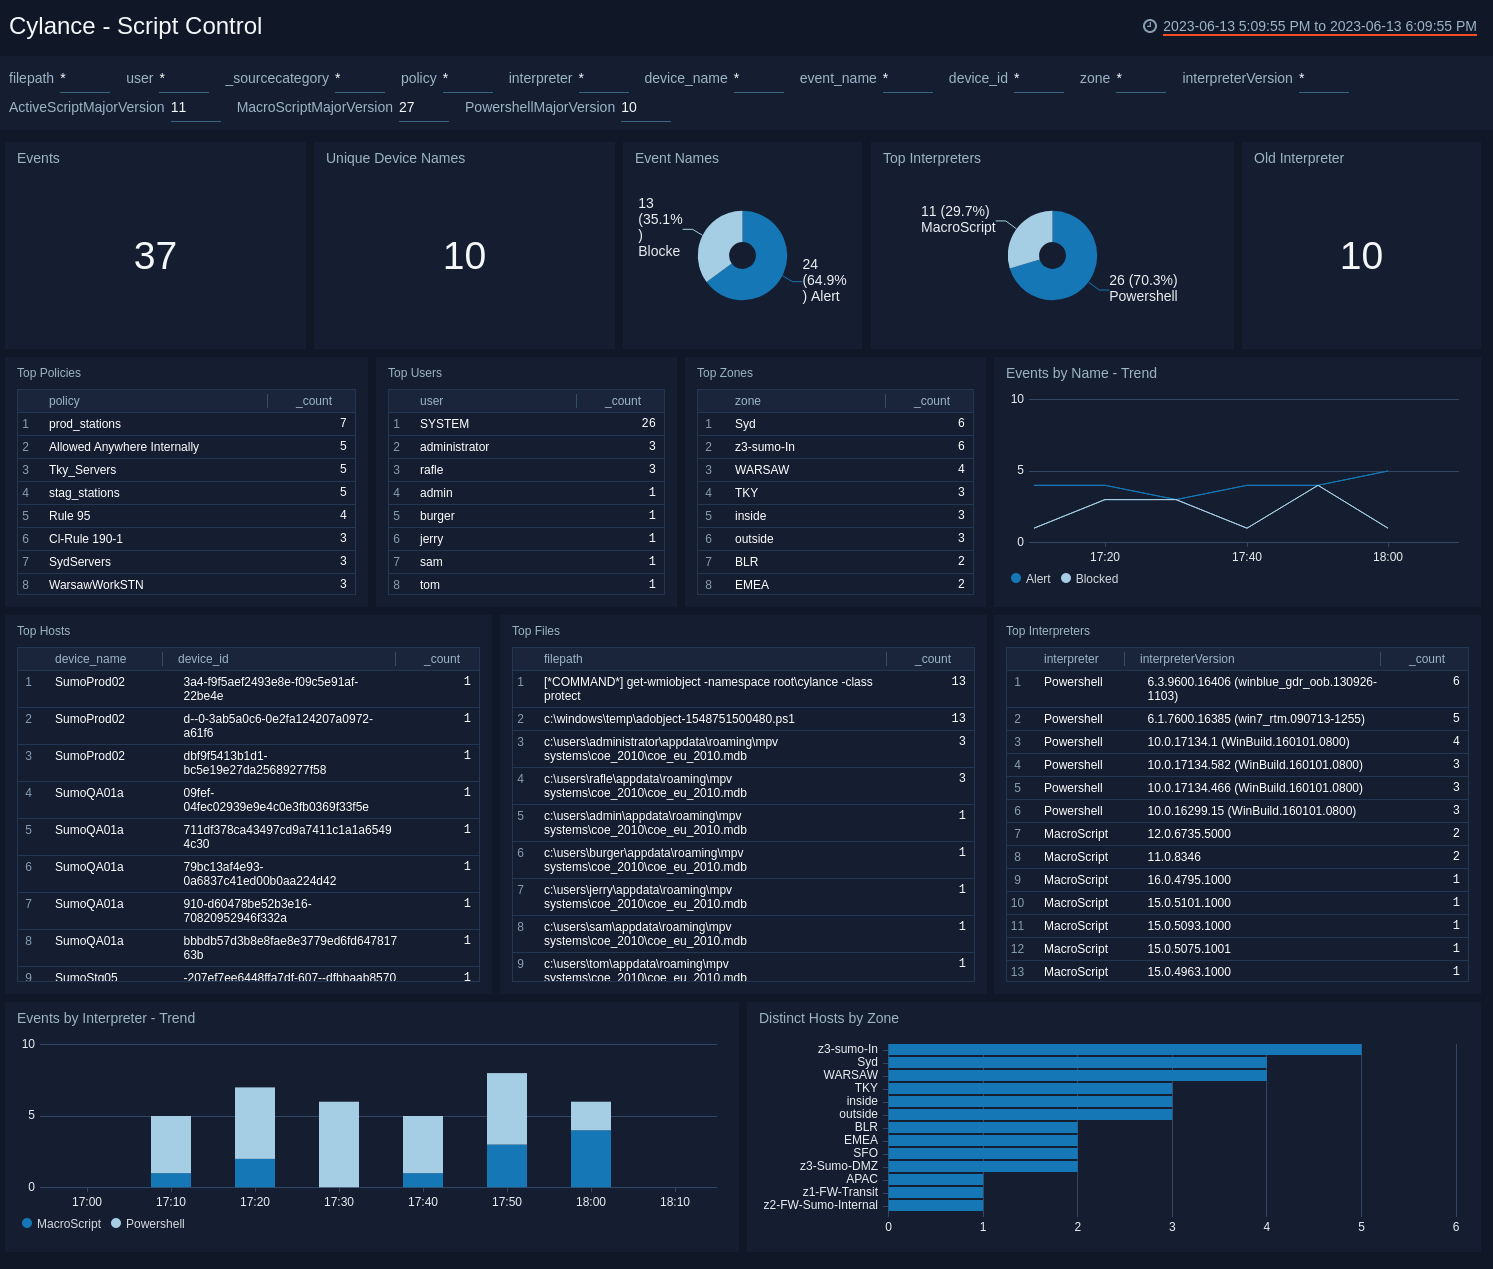 Cylance - Script Control
2023-06-13 5:09:55 PM to 2023-06-13 6:09:55 PM
filepath * user * _sourcecategory * policy * interpreter * device_name * event_name * device_id * zone * interpreterVersion *
ActiveScriptMajorVersion 11 MacroScriptMajorVersion 27 PowershellMajorVersion 10
Events
37
Unique Device Names
10
Event Names
13
(35.1%
)
Blocke
24
(64.9%
) Alert
Top Interpreters
11 (29.7%)
MacroScript
26 (70.3%)
Powershell
Old Interpreter
10
Top Policies
policy _count
1 prod_stations 7
2 Allowed Anywhere Internally 5
3 Tky_Servers 5
4 stag_stations 5
5 Rule 95 4
6 Cl-Rule 190-1 3
7 SydServers 3
8 WarsawWorkSTN 3
Top Users
user _count
1 SYSTEM 26
2 administrator 3
3 rafle 3
4 admin 1
5 burger 1
6 jerry 1
7 sam 1
8 tom 1
Top Zones
zone _count
1 Syd 6
2 z3-sumo-In 6
3 WARSAW 4
4 TKY 3
5 inside 3
6 outside 3
7 BLR 2
8 EMEA 2
Events by Name - Trend
10
5
0
17:20 17:40 18:00
Alert Blocked
Top Hosts
device_name device_id _count
1 SumoProd02 3a4-f9f5aef2493e8e-f09c5e91af- 1
22be4e
2 SumoProd02 d--0-3ab5a0c6-0e2fa124207a0972- 1
a61f6
3 SumoProd02 dbf9f5413b1d1- 1
bc5e19e27da25689277f58
4 SumoQA01a 09fef- 1
04fec02939e9e4c0e3fb0369f33f5e
5 SumoQA01a 711df378ca43497cd9a7411c1a1a6549 1
4c30
6 SumoQA01a 79bc13af4e93- 1
0a6837c41ed00b0aa224d42
7 SumoQA01a 910-d60478be52b3e16- 1
70820952946f332a
8 SumoQA01a bbbdb57d3b8e8fae8e3779ed6fd647817 1
63b
9 SumoStg05 -207ef7ee6448ffa7df-607--dfbbaab8570 1
Top Files
filepath _count
1 [*COMMAND*] get-wmiobject -namespace root\cylance -class 13
protect
2 c:\windows\temp\adobject-1548751500480.ps1 13
3 c:\users\administrator\appdata\roaming\mpv 3
systems\coe_2010\coe_eu_2010.mdb
4 c:\users\rafle\appdata\roaming\mpv 3
systems\coe_2010\coe_eu_2010.mdb
5 c:\users\admin\appdata\roaming\mpv 1
systems\coe_2010\coe_eu_2010.mdb
6 c:\users\burger\appdata\roaming\mpv 1
systems\coe_2010\coe_eu_2010.mdb
7 c:\users\jerry\appdata\roaming\mpv 1
systems\coe_2010\coe_eu_2010.mdb
8 c:\users\sam\appdata\roaming\mpv 1
systems\coe_2010\coe_eu_2010.mdb
9 c:\users\tom\appdata\roaming\mpv 1
systems\coe_2010\coe_eu_2010.mdb
Top Interpreters
interpreter interpreterVersion _count
1 Powershell 6.3.9600.16406 (winblue_gdr_oob.130926- 6
1103)
2 Powershell 6.1.7600.16385 (win7_rtm.090713-1255) 5
3 Powershell 10.0.17134.1 (WinBuild.160101.0800) 4
4 Powershell 10.0.17134.582 (WinBuild.160101.0800) 3
5 Powershell 10.0.17134.466 (WinBuild.160101.0800) 3
6 Powershell 10.0.16299.15 (WinBuild.160101.0800) 3
7 MacroScript 12.0.6735.5000 2
8 MacroScript 11.0.8346 2
9 MacroScript 16.0.4795.1000 1
10 MacroScript 15.0.5101.1000 1
11 MacroScript 15.0.5093.1000 1
12 MacroScript 15.0.5075.1001 1
13 MacroScript 15.0.4963.1000 1
Events by Interpreter - Trend
10
5
0
17:00 17:10 17:20 17:30 17:40 17:50 18:00 18:10
MacroScript Powershell
Distinct Hosts by Zone
z3-sumo-In
Syd
WARSAW
TKY
inside
outside
BLR
EMEA
SFO
z3-Sumo-DMZ
APAC
z1-FW-Transit
z2-FW-Sumo-Internal
0 1 2 3 4 5 6